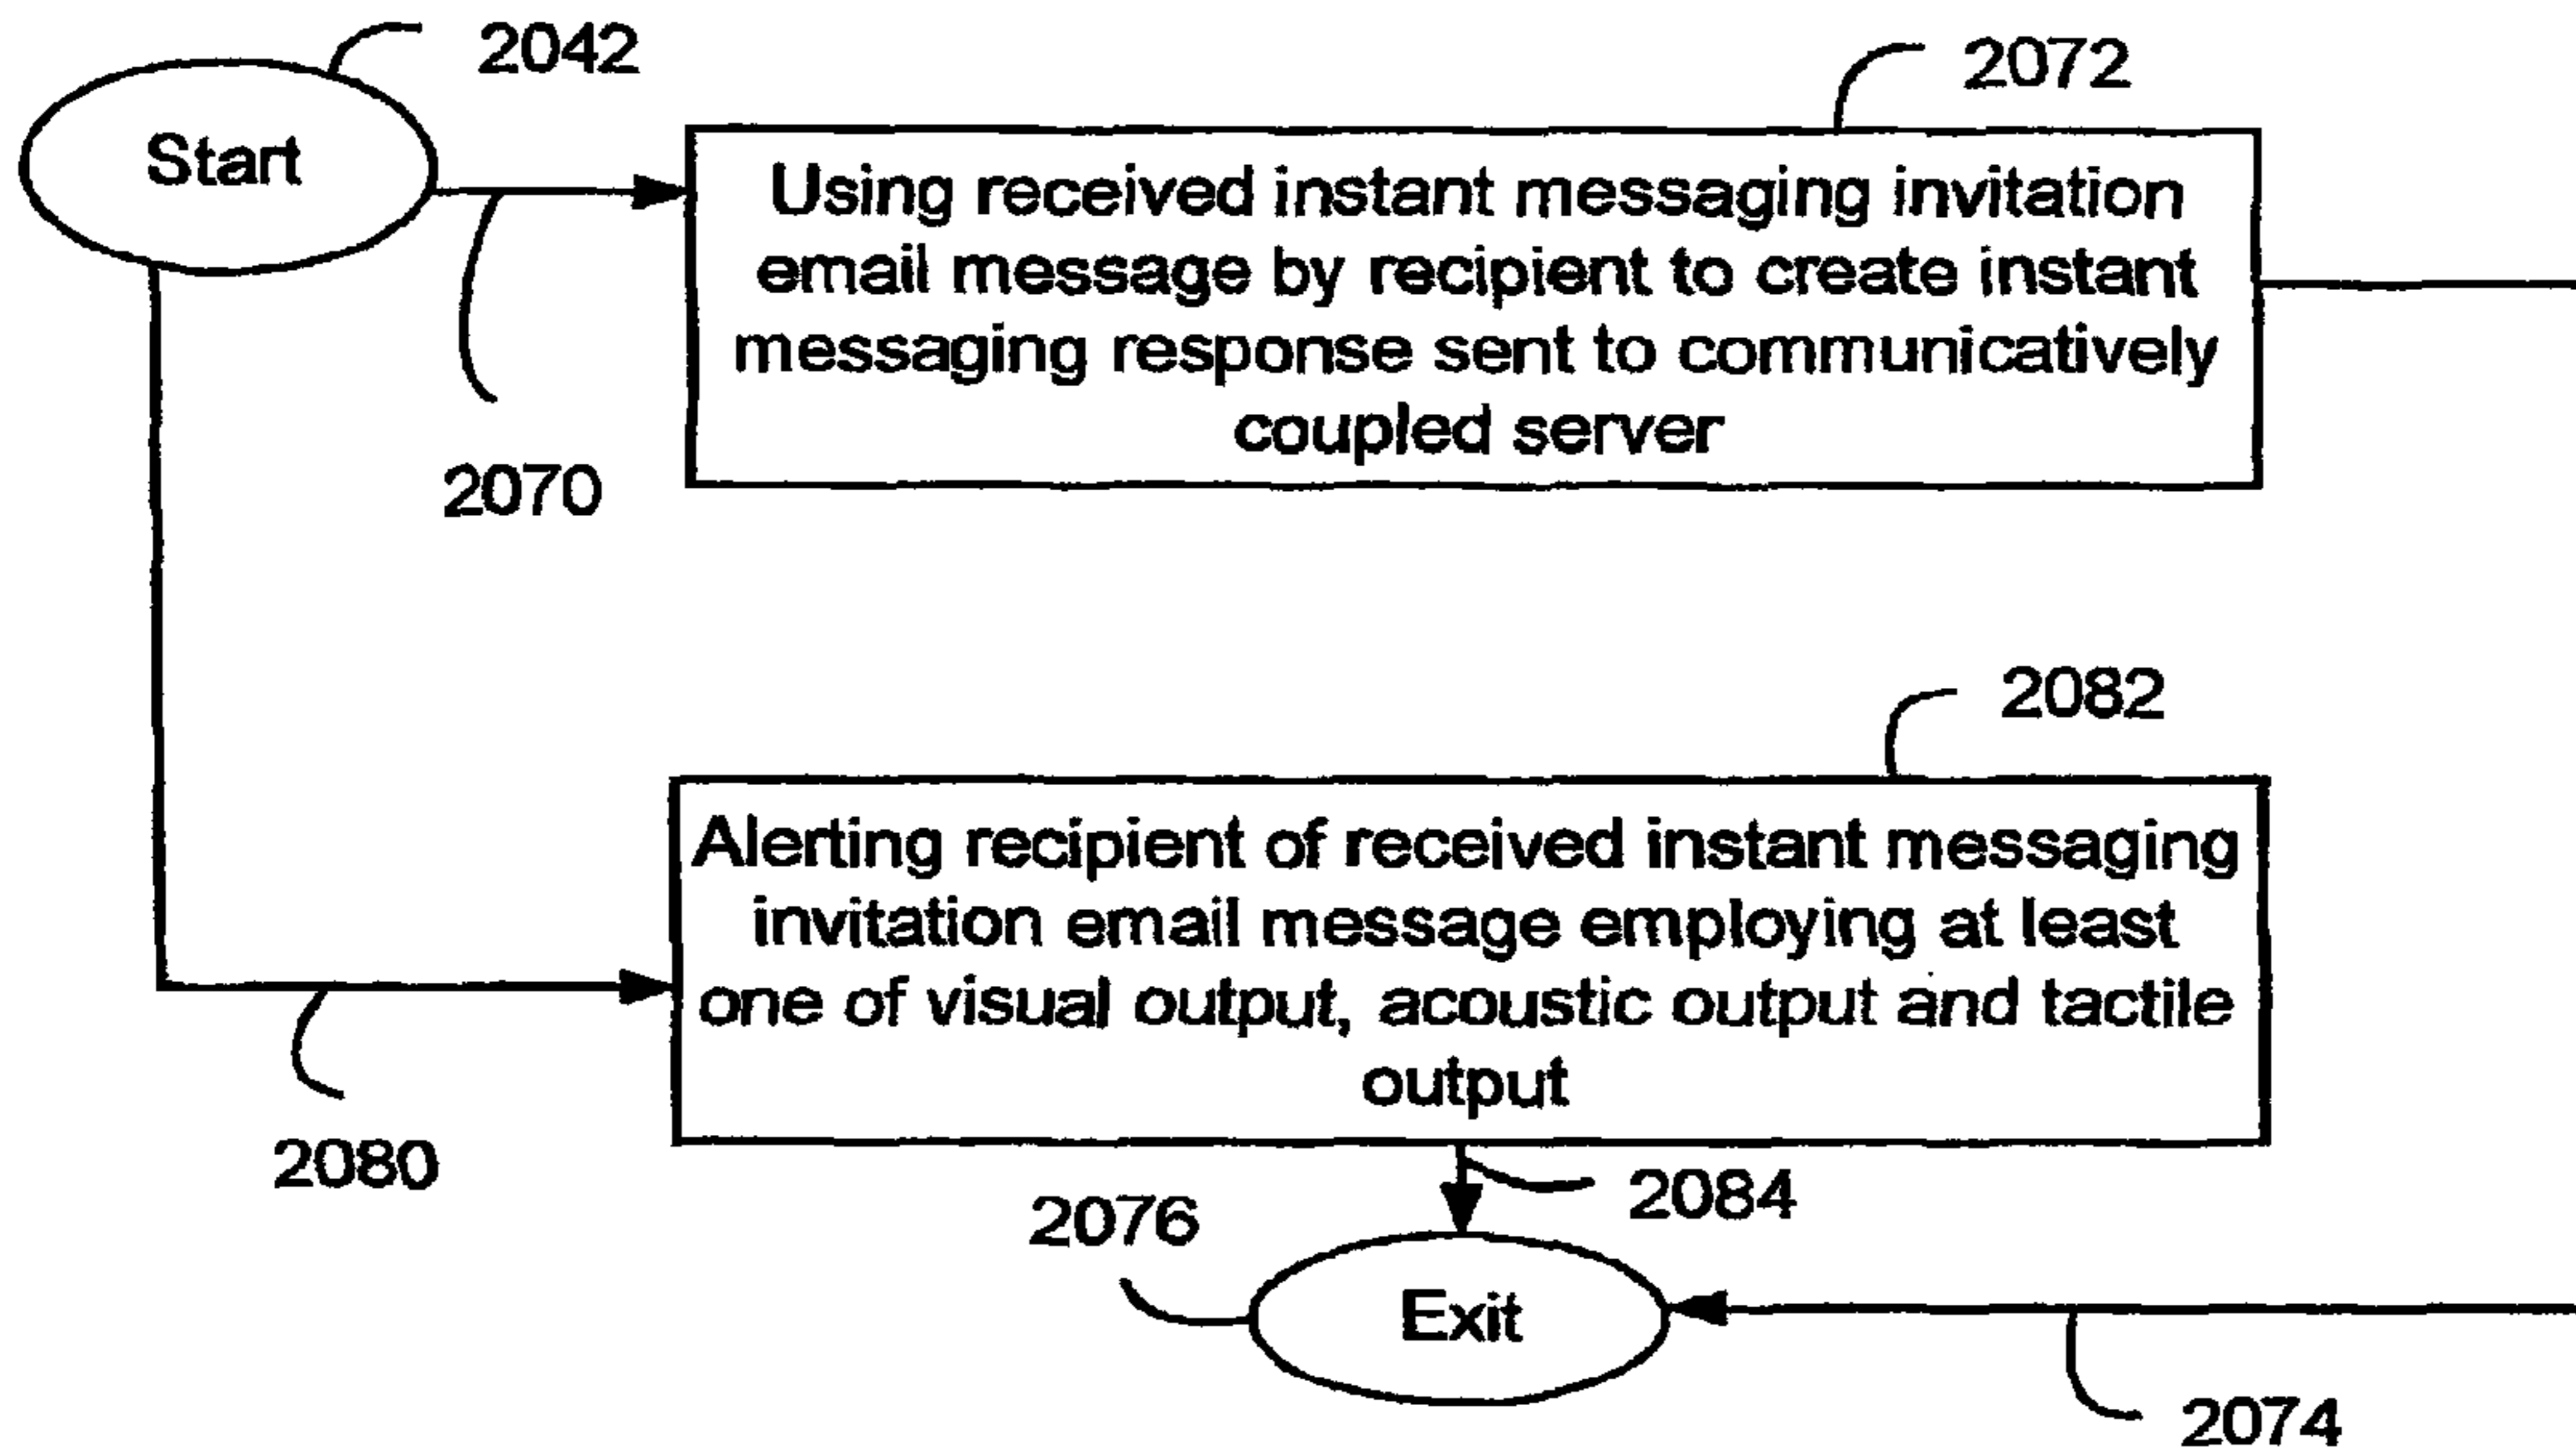 2042
2072
Start
Using received instant messaging invitation
email message by recipient to create instant
messaging response sent to communicatively
coupled server
2070
2082
Alerting recipient of received instant messaging
invitation email message employing at least
one of visual output, acoustic output and tactile
output
2080
2084
2076
Exit
2074